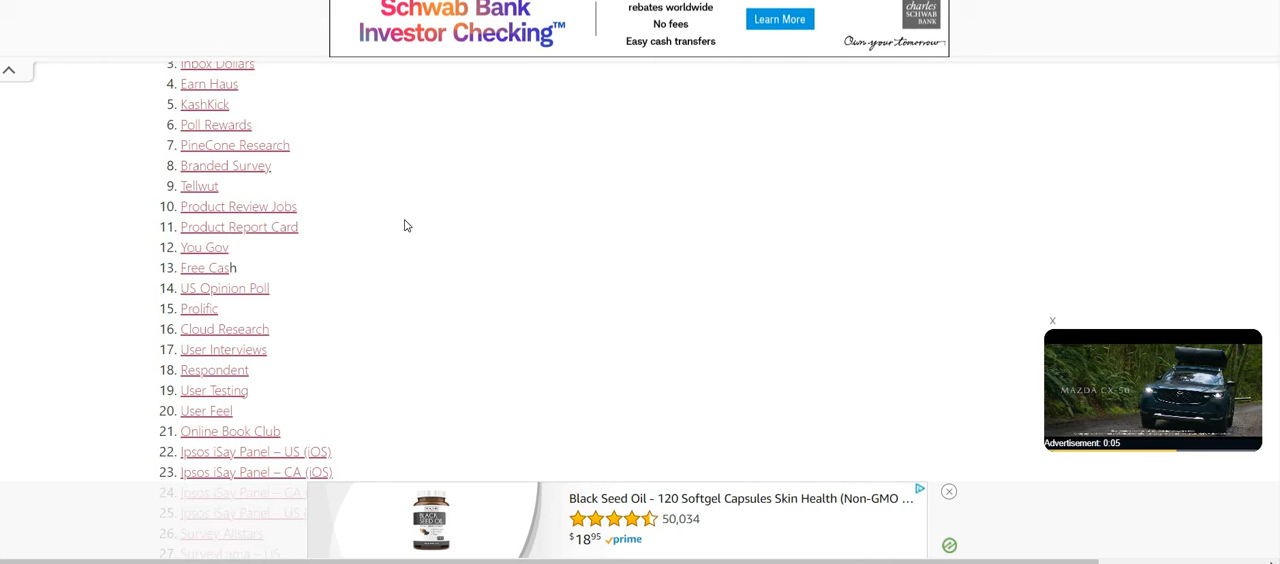 Schwab Bank
Investor Checking™
rebates worldwide
No fees
Easy cash transfers
Learn More
charles
SCHWAB
BANK
Own your tomorrow.
3. Inbox Dollars
4. Earn Haus
5. KashKick
6. Poll Rewards
7. PineCone Research
8. Branded Survey
9. Tellwut
10. Product Review Jobs
11. Product Report Card
12. You Gov
13. Free Cash
14. US Opinion Poll
15. Prolific
16. Cloud Research
17. User Interviews
18. Respondent
19. User Testing
20. User Feel
21. Online Book Club
22. Ipsos iSay Panel – US (iOS)
23. Ipsos iSay Panel – CA (iOS)
24. Ipsos iSay Panel – CA
25. Ipsos iSay Panel – US
26. Survey Allstars
27. SurveyLama – US
X
MAZDA CX-50
Advertisement: 0:05
BLACK
SEED OIL
Black Seed Oil - 120 Softgel Capsules Skin Health (Non-GMO ...
50,034
$1895 prime